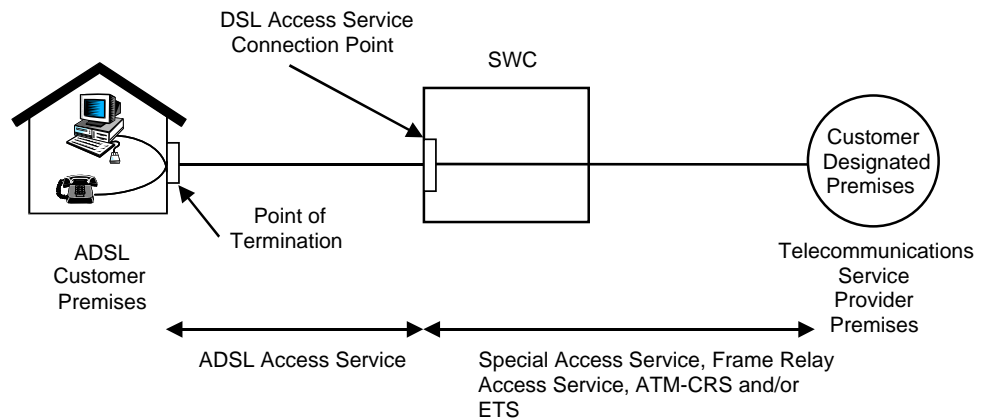 DSL Access Service
Connection Point
SWC
Customer
Designated
Premises
Point of
Termination
ADSL
Customer
Premises
Telecommunications
Service
Provider
Premises
ADSL Access Service
Special Access Service, Frame Relay
Access Service, ATM-CRS and/or
ETS